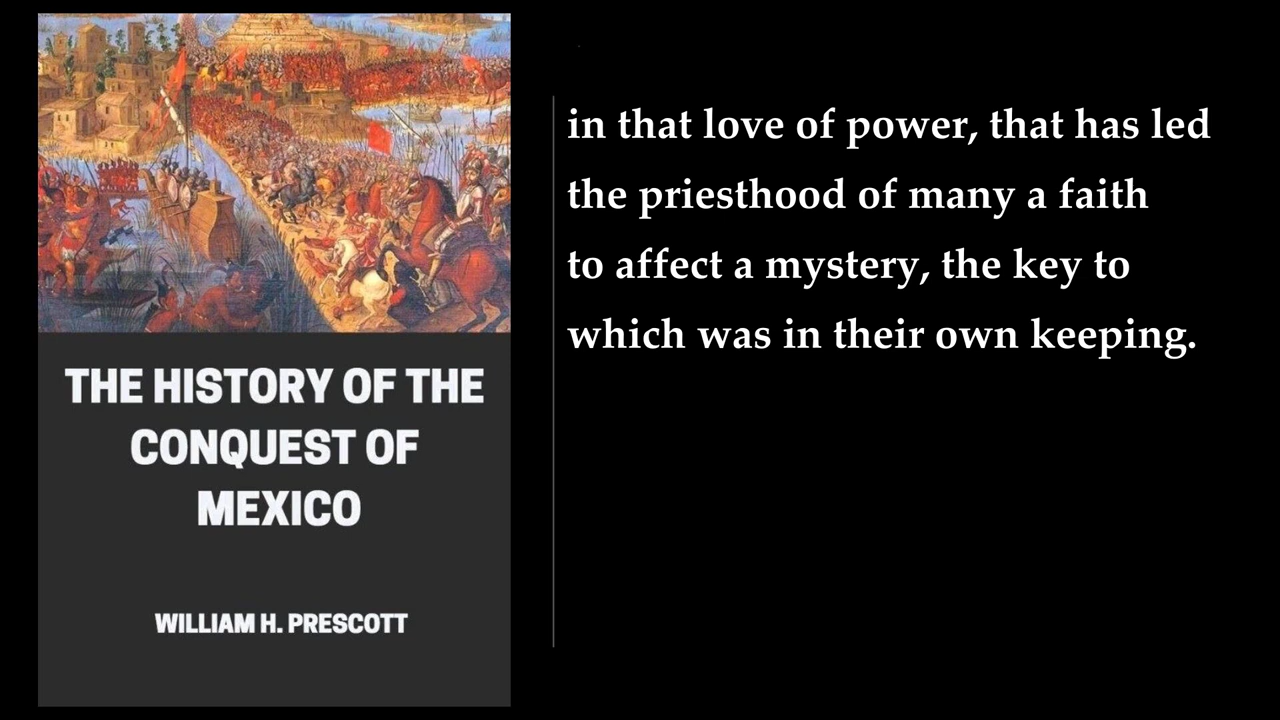 THE HISTORY OF THE
CONQUEST OF
MEXICO
WILLIAM H. PRESCOTT
in that love of power, that has led
the priesthood of many a faith
to affect a mystery, the key to
which was in their own keeping.